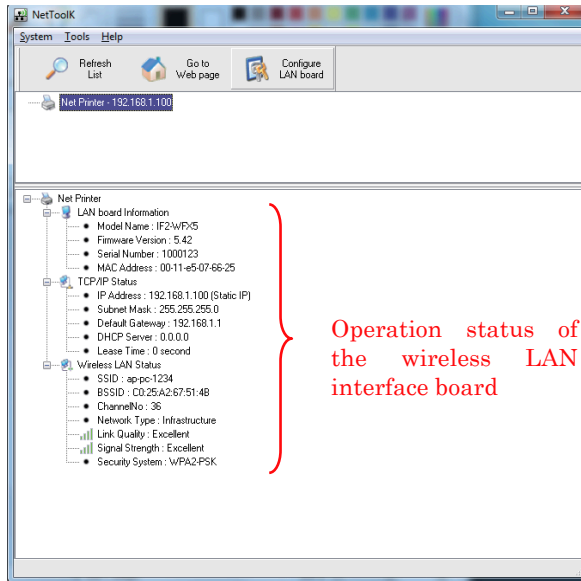 NetToolK
System Tools Help
Refresh List
Go to Web page
Configure LAN board
Net Printer - 192.168.1.100
Net Printer
LAN board Information
Model Name : IF2-WFX5
Firmware Version : 5.42
Serial Number : 1000123
MAC Address : 00-11-e5-07-66-25
TCP/IP Status
IP Address : 192.168.1.100 (Static IP)
Subnet Mask : 255.255.255.0
Default Gateway : 192.168.1.1
DHCP Server : 0.0.0.0
Lease Time : 0 second
Wireless LAN Status
SSID : ap-pc-1234
BSSID : C0:25:A2:67:51:4B
ChannelNo : 36
Network Type : Infrastructure
Link Quality : Excellent
Signal Strength : Excellent
Security System : WPA2-PSK
Operation status of
the wireless LAN
interface board